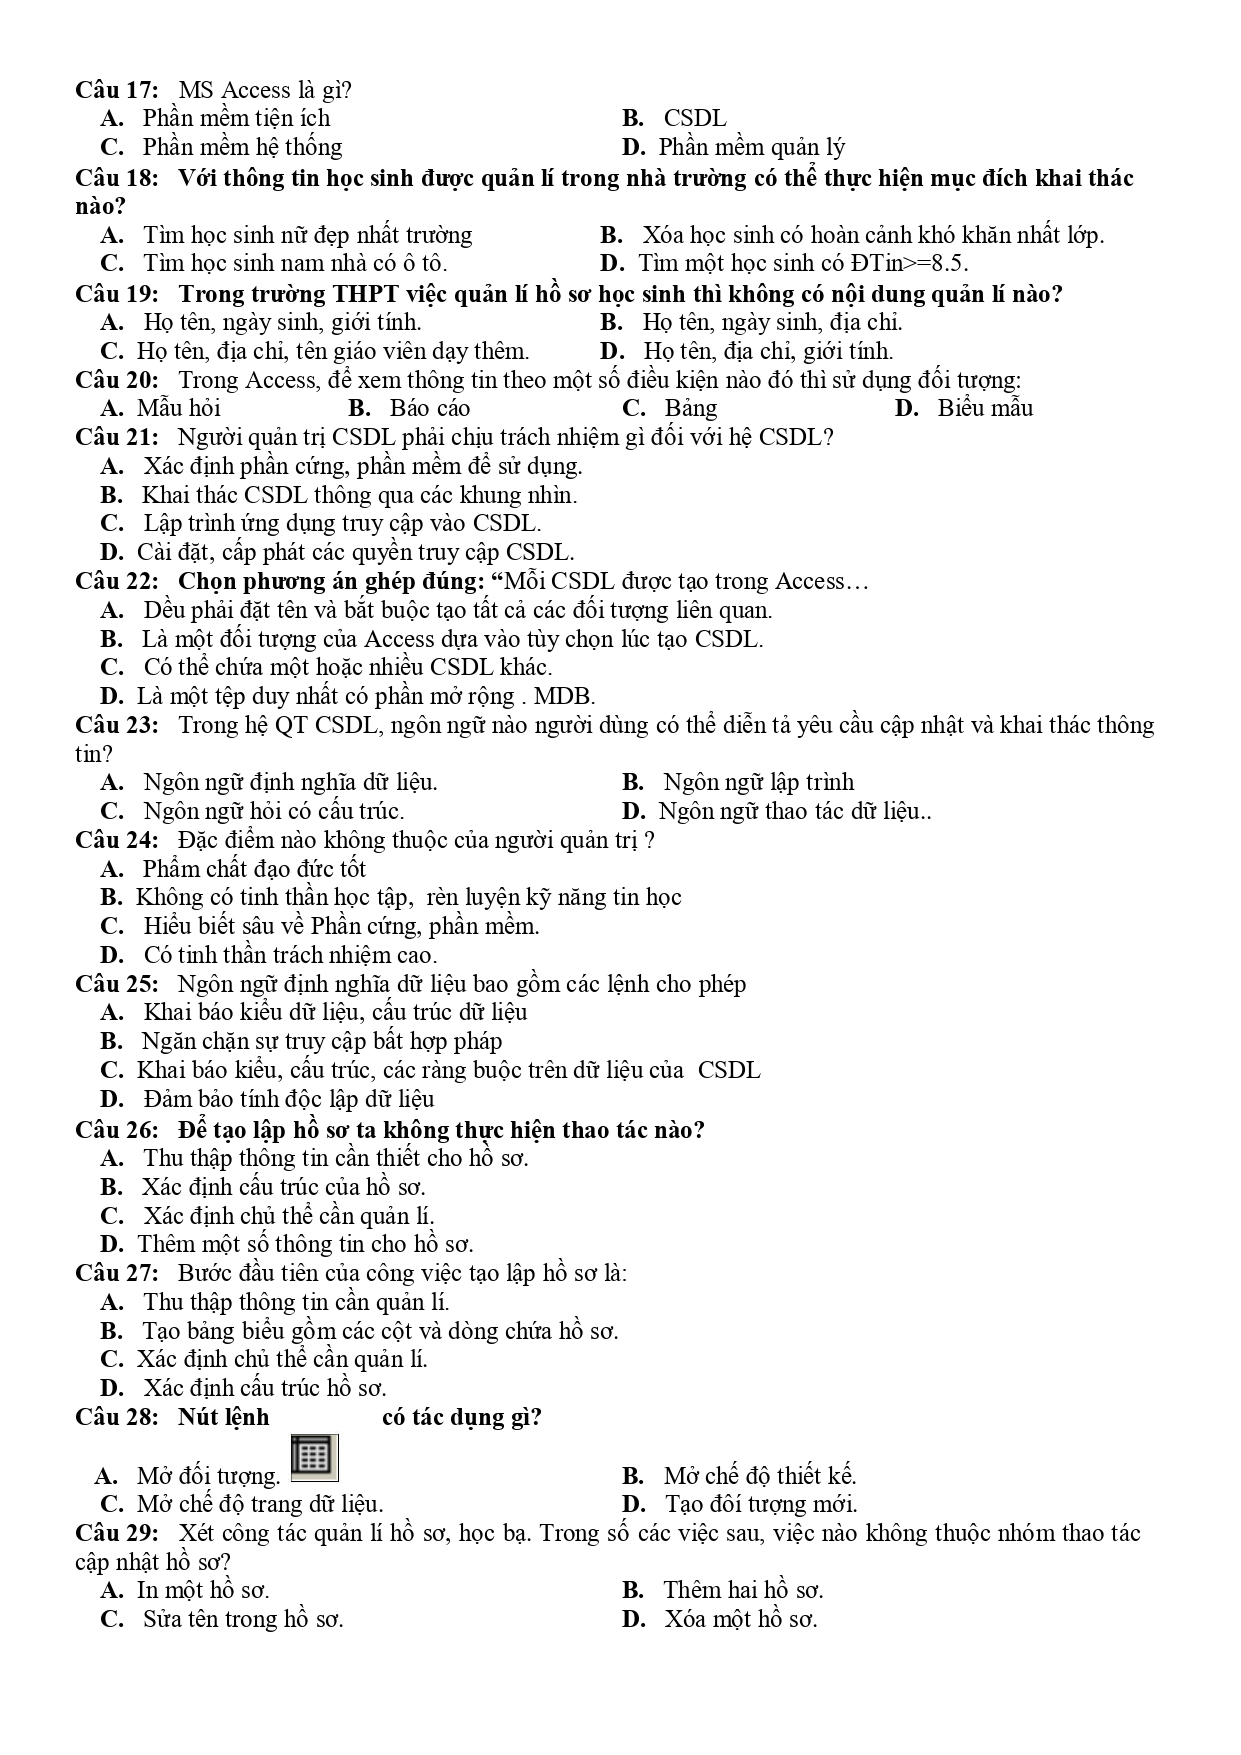 Câu 17: MS Access là gì?
A. Phần mềm tiện ích B. CSDL
C. Phần mềm hệ thống D. Phần mềm quản lý
Câu 18: Với thông tin học sinh được quản lí trong nhà trường có thể thực hiện mục đích khai thác
nào?
A. Tìm học sinh nữ đẹp nhất trường B. Xóa học sinh có hoàn cảnh khó khăn nhất lớp.
C. Tìm học sinh nam nhà có ô tô. D. Tìm một học sinh có ĐTin>=8.5.
Câu 19: Trong trường THPT việc quản lí hồ sơ học sinh thì không có nội dung quản lí nào?
A. Họ tên, ngày sinh, giới tính. B. Họ tên, ngày sinh, địa chỉ.
C. Họ tên, địa chỉ, tên giáo viên dạy thêm. D. Họ tên, địa chỉ, giới tính.
Câu 20: Trong Access, để xem thông tin theo một số điều kiện nào đó thì sử dụng đối tượng:
A. Mẫu hỏi B. Báo cáo C. Bảng D. Biểu mẫu
Câu 21: Người quản trị CSDL phải chịu trách nhiệm gì đối với hệ CSDL?
A. Xác định phần cứng, phần mềm để sử dụng.
B. Khai thác CSDL thông qua các khung nhìn.
C. Lập trình ứng dụng truy cập vào CSDL.
D. Cài đặt, cấp phát các quyền truy cập CSDL.
Câu 22: Chọn phương án ghép đúng: “Mỗi CSDL được tạo trong Access…
A. Dều phải đặt tên và bắt buộc tạo tất cả các đối tượng liên quan.
B. Là một đối tượng của Access dựa vào tùy chọn lúc tạo CSDL.
C. Có thể chứa một hoặc nhiều CSDL khác.
D. Là một tệp duy nhất có phần mở rộng . MDB.
Câu 23: Trong hệ QT CSDL, ngôn ngữ nào người dùng có thể diễn tả yêu cầu cập nhật và khai thác thông
tin?
A. Ngôn ngữ định nghĩa dữ liệu. B. Ngôn ngữ lập trình
C. Ngôn ngữ hỏi có cấu trúc. D. Ngôn ngữ thao tác dữ liệu..
Câu 24: Đặc điểm nào không thuộc của người quản trị ?
A. Phẩm chất đạo đức tốt
B. Không có tinh thần học tập, rèn luyện kỹ năng tin học
C. Hiểu biết sâu về Phần cứng, phần mềm.
D. Có tinh thần trách nhiệm cao.
Câu 25: Ngôn ngữ định nghĩa dữ liệu bao gồm các lệnh cho phép
A. Khai báo kiểu dữ liệu, cấu trúc dữ liệu
B. Ngăn chặn sự truy cập bất hợp pháp
C. Khai báo kiểu, cấu trúc, các ràng buộc trên dữ liệu của CSDL
D. Đảm bảo tính độc lập dữ liệu
Câu 26: Để tạo lập hồ sơ ta không thực hiện thao tác nào?
A. Thu thập thông tin cần thiết cho hồ sơ.
B. Xác định cấu trúc của hồ sơ.
C. Xác định chủ thể cần quản lí.
D. Thêm một số thông tin cho hồ sơ.
Câu 27: Bước đầu tiên của công việc tạo lập hồ sơ là:
A. Thu thập thông tin cần quản lí.
B. Tạo bảng biểu gồm các cột và dòng chứa hồ sơ.
C. Xác định chủ thể cần quản lí.
D. Xác định cấu trúc hồ sơ.
Câu 28: Nút lệnh có tác dụng gì?
A. Mở đối tượng. B. Mở chế độ thiết kế.
C. Mở chế độ trang dữ liệu. D. Tạo đôí tượng mới.
Câu 29: Xét công tác quản lí hồ sơ, học bạ. Trong số các việc sau, việc nào không thuộc nhóm thao tác
cập nhật hồ sơ?
A. In một hồ sơ. B. Thêm hai hồ sơ.
C. Sửa tên trong hồ sơ. D. Xóa một hồ sơ.